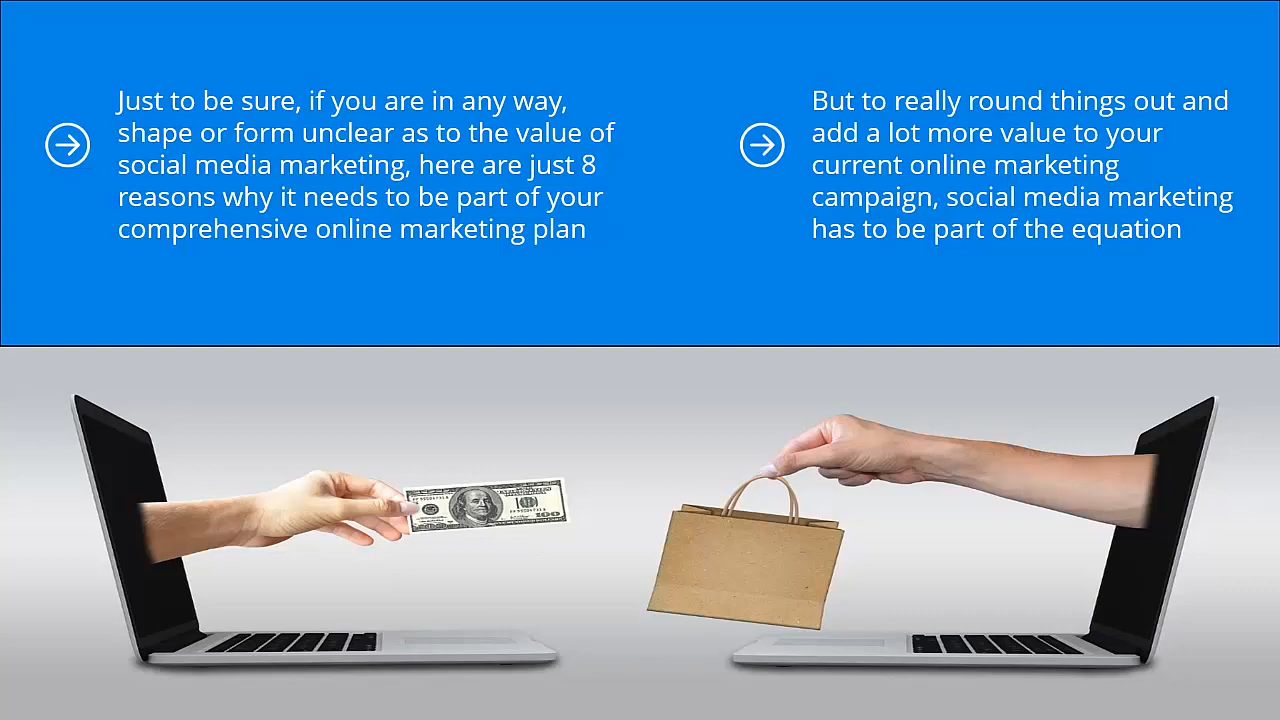 Just to be sure, if you are in any way,
shape or form unclear as to the value of
social media marketing, here are just 8
reasons why it needs to be part of your
comprehensive online marketing plan
But to really round things out and
add a lot more value to your
current online marketing
campaign, social media marketing
has to be part of the equation
100